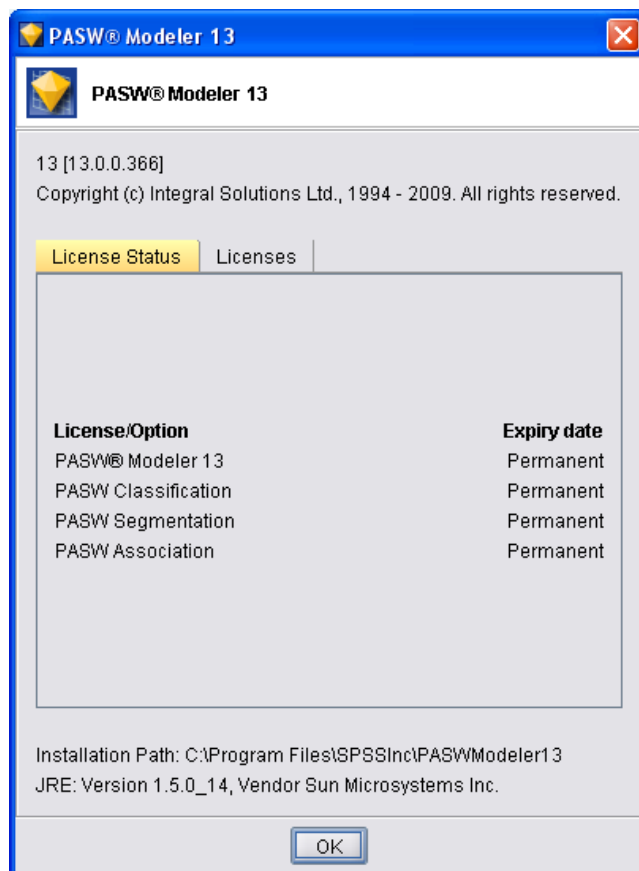 PASW® Modeler 13
PASW® Modeler 13
13 [13.0.0.366]
Copyright (c) Integral Solutions Ltd., 1994 - 2009. All rights reserved.
License Status Licenses
License/Option Expiry date
PASW® Modeler 13 Permanent
PASW Classification Permanent
PASW Segmentation Permanent
PASW Association Permanent
Installation Path: C:\Program Files\SPSSInc\PASWModeler13
JRE: Version 1.5.0_14, Vendor Sun Microsystems Inc.
OK